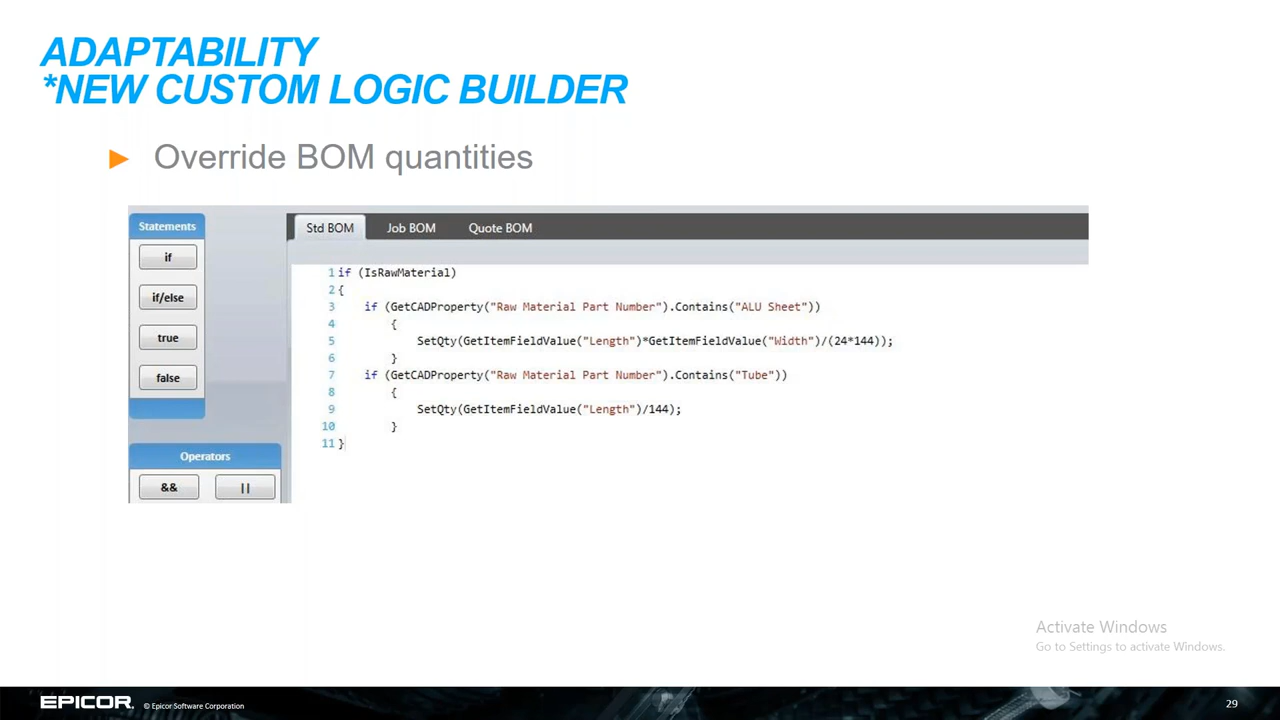 ADAPTABILITY
*NEW CUSTOM LOGIC BUILDER
► Override BOM quantities
Statements
if
if/else
true
false
Operators
&& ||
Std BOM Job BOM Quote BOM
1 if (IsRawMaterial)
2 {
3 if (GetCADProperty("Raw Material Part Number").Contains("ALU Sheet"))
4 {
5 SetQty(GetItemFieldValue("Length")*GetItemFieldValue("Width")/(24*144));
6 }
7 if (GetCADProperty("Raw Material Part Number").Contains("Tube"))
8 {
9 SetQty(GetItemFieldValue("Length")/144);
10 }
11 }
Activate Windows
Go to Settings to activate Windows.
EPICOR. © Epicor Software Corporation
29